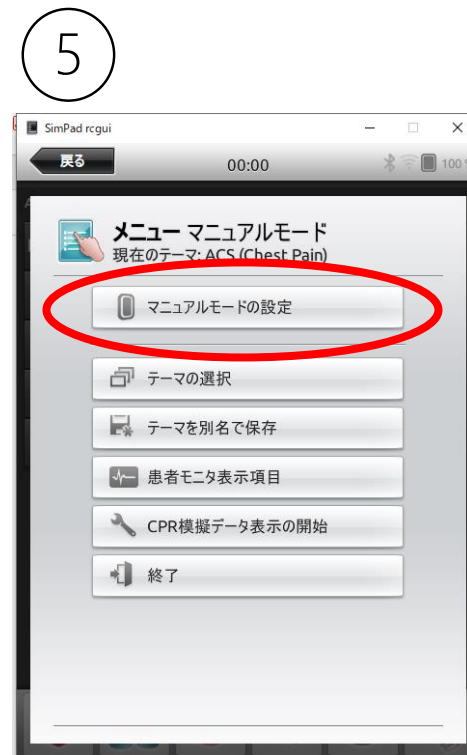 5
SimPad rcgui
戻る
00:00
100
メニュー マニュアルモード
現在のテーマ: ACS (Chest Pain)
マニュアルモードの設定
テーマの選択
テーマを別名で保存
患者モニタ表示項目
CPR模擬データ表示の開始
終了